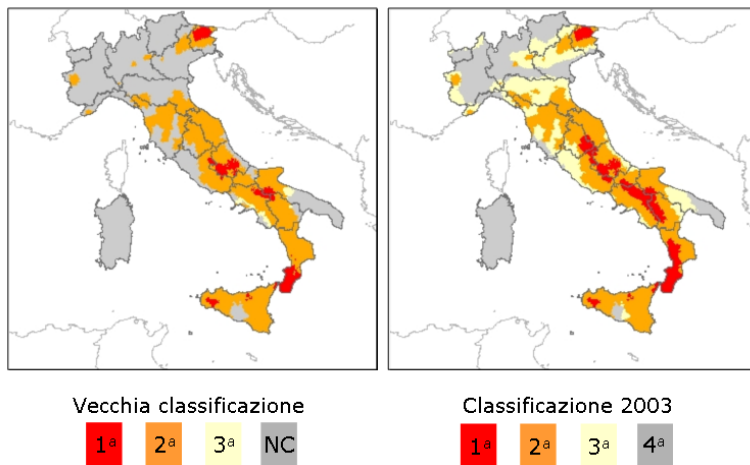 Vecchia classificazione
1ª 2ª 3ª NC
Classificazione 2003
1ª 2ª 3ª 4ª